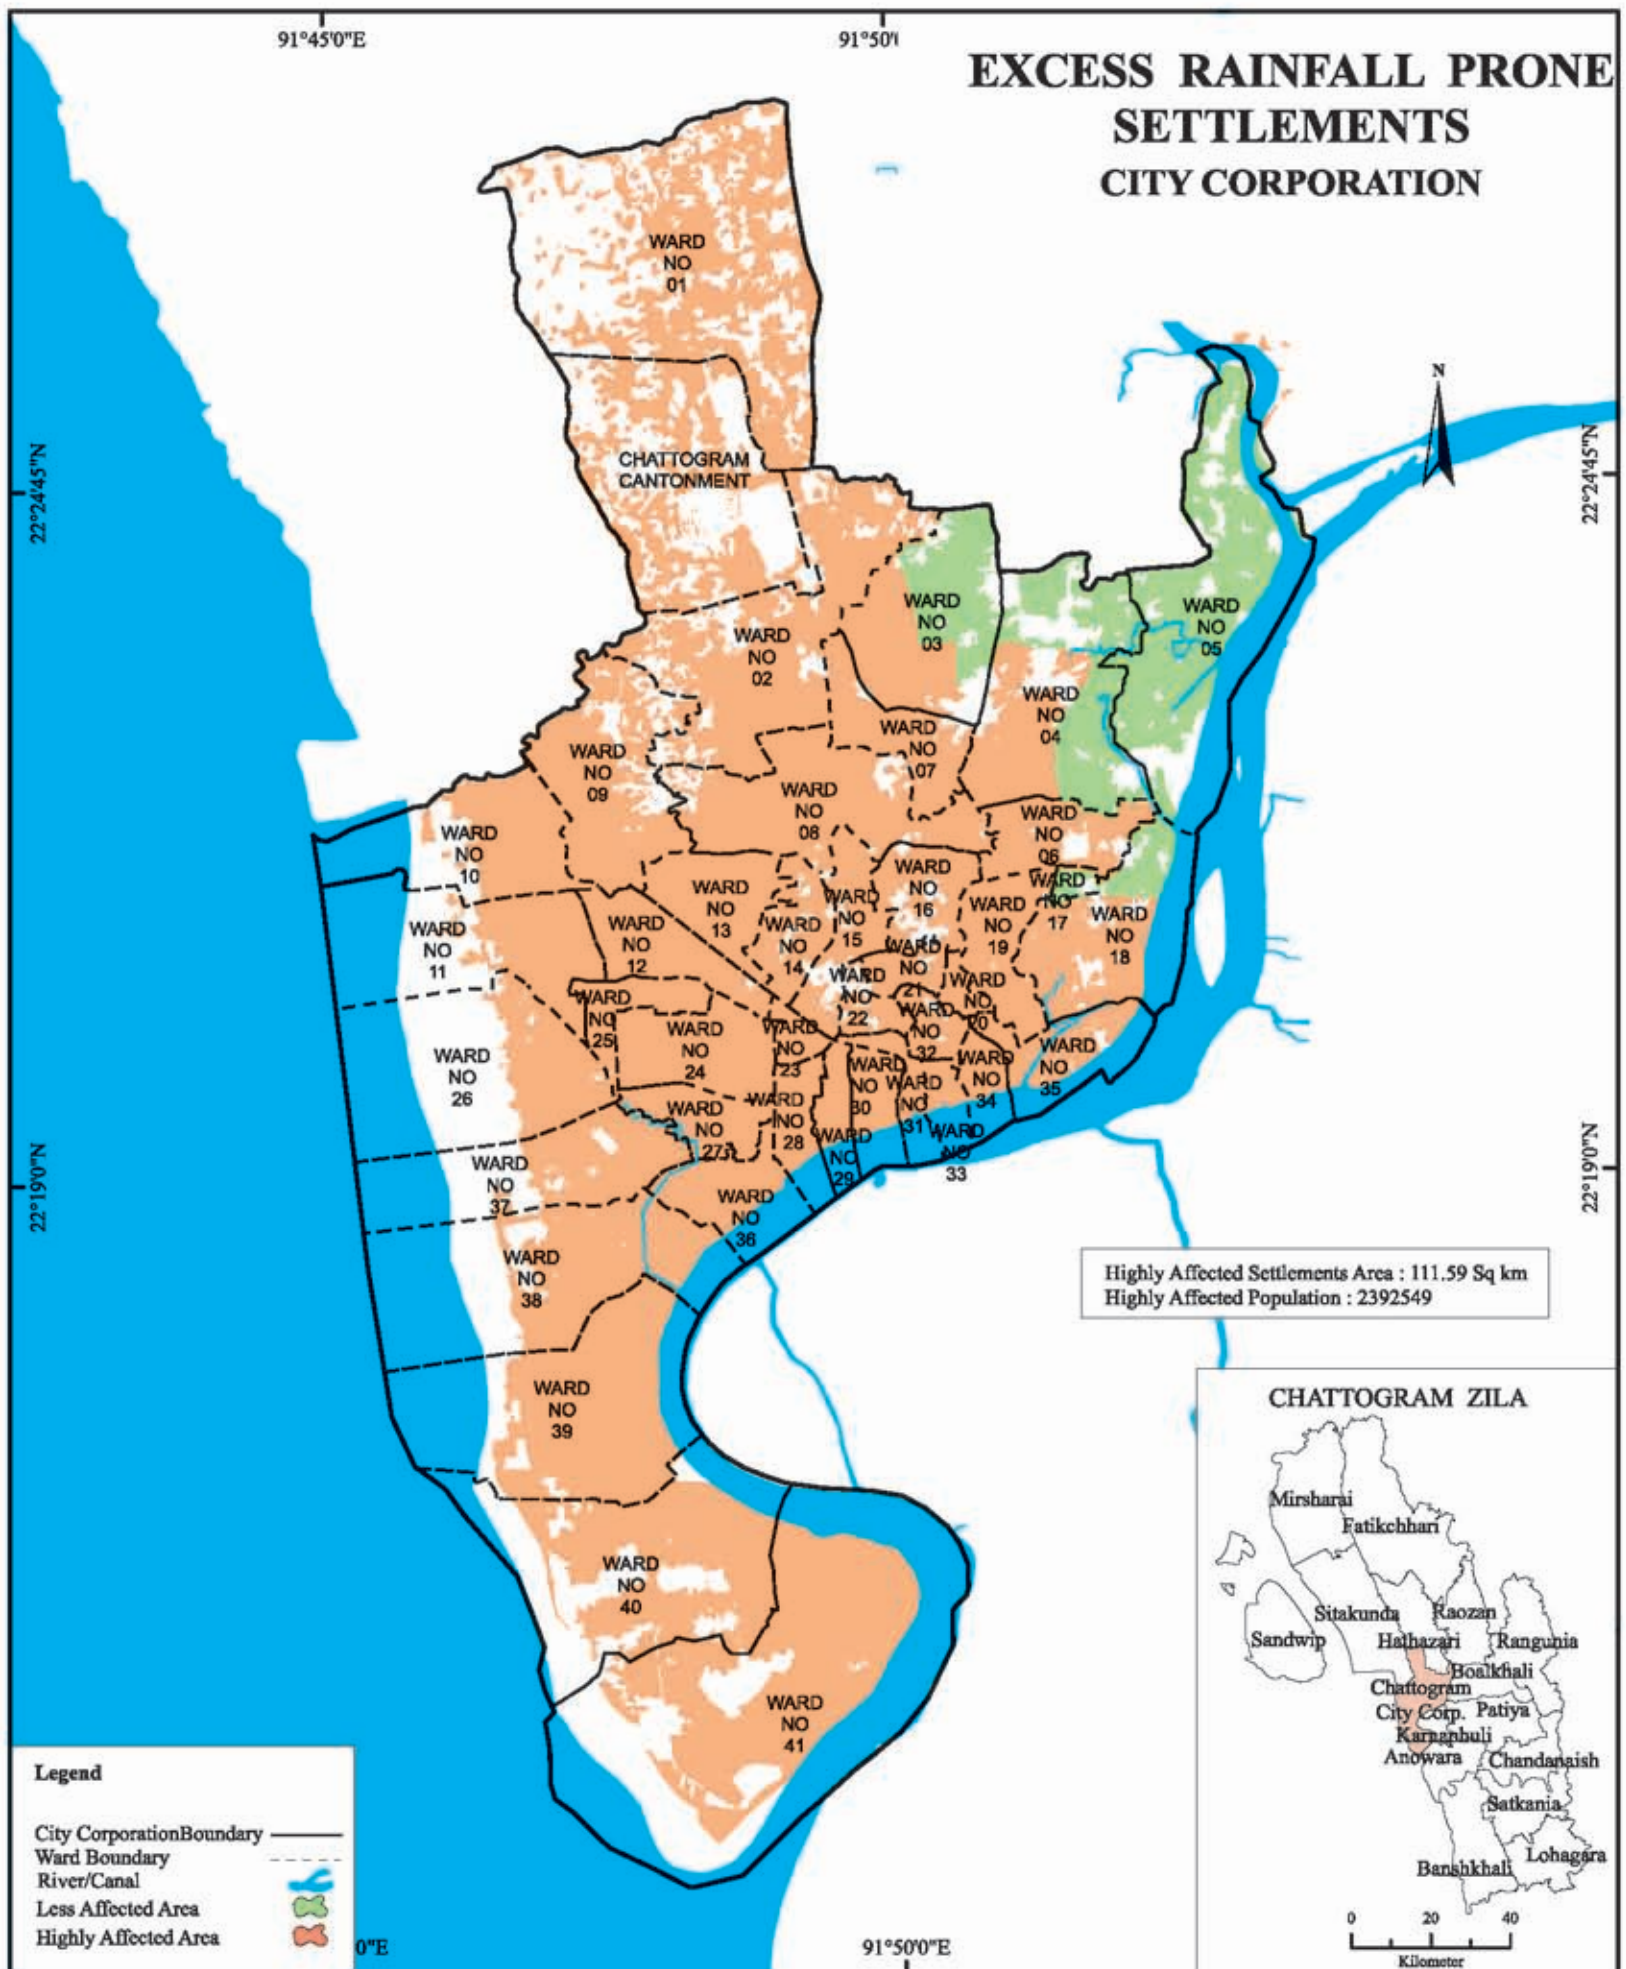 91°45'0"E
91°50'
EXCESS RAINFALL PRONE
SETTLEMENTS
CITY CORPORATION
WARD
NO
01
N
22°24'45"N
22°24'45"N
CHATTOGRAM
CANTONMENT
WARD
NO
03
WARD
NO
05
WARD
NO
02
WARD
NO
04
WARD
NO
07
WARD
NO
09
WARD
NO
08
WARD
NO
06
WARD
NO
10
WARD
NO
16
WARD
NO
17
WARD
NO
13
WARD
NO
15
WARD
NO
19
WARD
NO
18
WARD
NO
12
WARD
NO
14
WARD
NO
11
WARD
NO
21
WARD
NO
22
WARD
NO
20
WARD
NO
25
WARD
NO
32
WARD
NO
24
WARD
NO
23
WARD
NO
26
WARD
NO
34
WARD
NO
35
WARD
NO
30
WARD
NO
31
WARD
NO
27
WARD
NO
28
WARD
NO
29
WARD
NO
33
22°19'0"N
22°19'0"N
WARD
NO
37
WARD
NO
36
WARD
NO
38
Highly Affected Settlements Area : 111.59 Sq km
Highly Affected Population : 2392549
WARD
NO
39
WARD
NO
40
WARD
NO
41
CHATTOGRAM ZILA
Mirsharai
Fatikchhari
Sitakunda
Raozan
Sandwip
Hathazari
Rangunia
Boalkhali
Chattogram
City Corp.
Patiya
Karnaphuli
Anowara
Chandanaish
Satkania
Lohagara
Banshkhali
0 20 40
Kilometer
Legend
City CorporationBoundary
Ward Boundary
River/Canal
Less Affected Area
Highly Affected Area
0"E
91°50'0"E